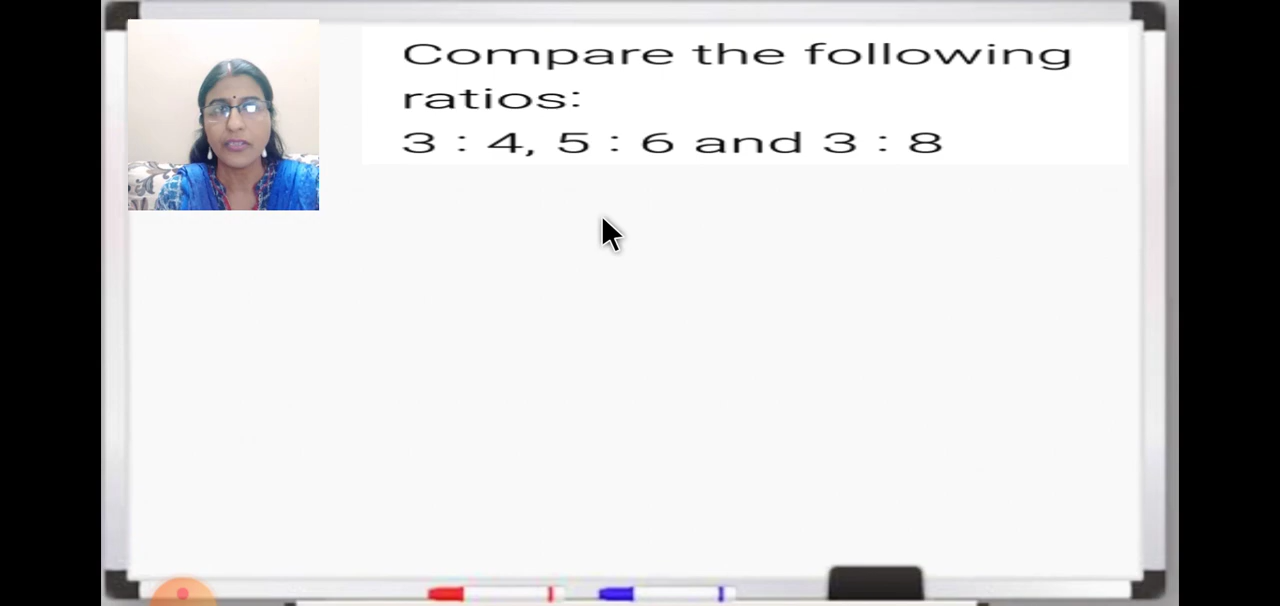 Compare the following
ratios:
3 : 4, 5 : 6 and 3 : 8